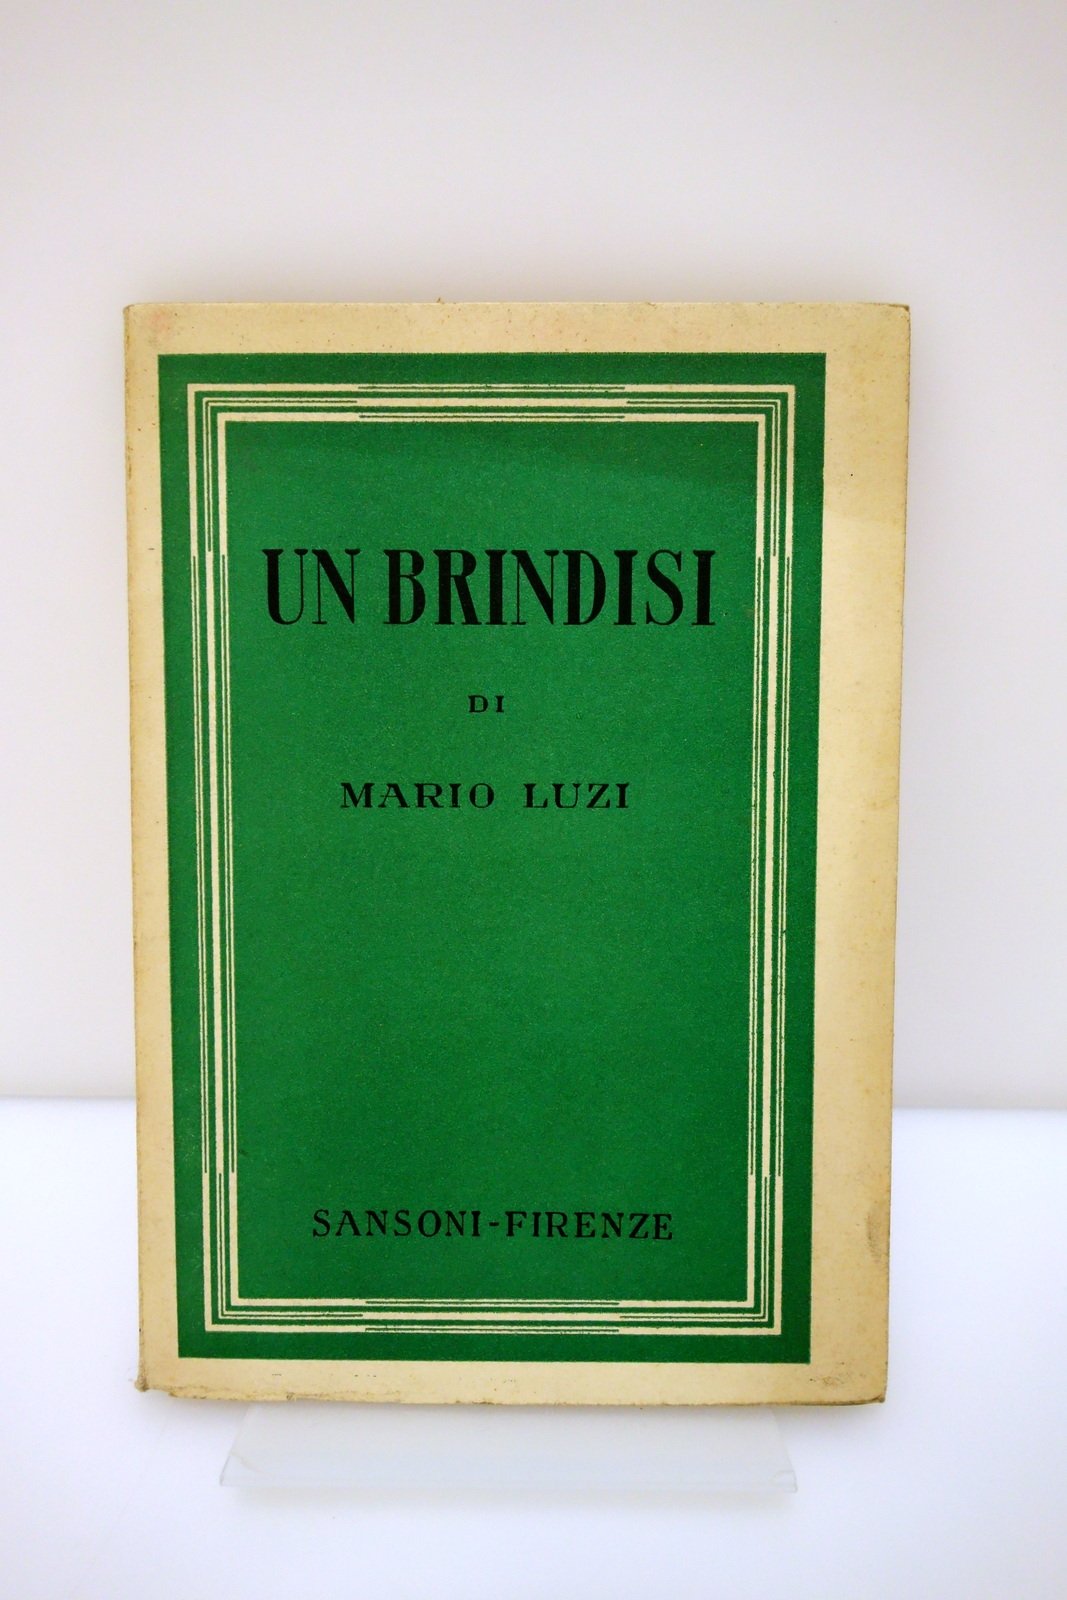 UN BRINDISI
DI
MARIO LUZI
SANSONI-FIRENZE